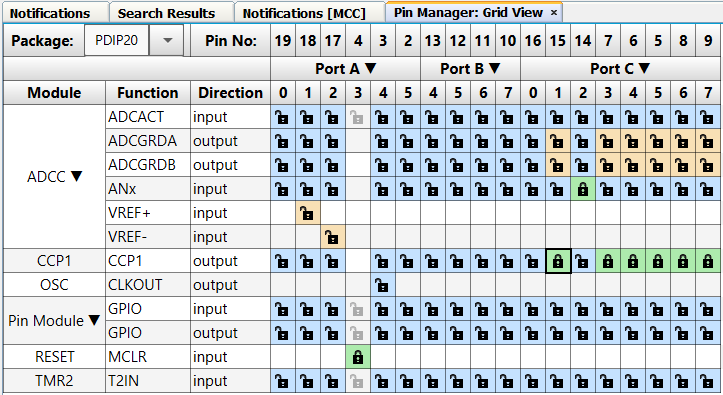 Notifications Search Results Notifications [MCC] Pin Manager: Grid View ×
Package: PDIP20 Pin No: 19 18 17 4 3 2 13 12 11 10 16 15 14 7 6 5 8 9
Port A ▼ Port B ▼ Port C ▼
Module Function Direction 0 1 2 3 4 5 4 5 6 7 0 1 2 3 4 5 6 7
ADCC ▼
ADCACT input
ADCGRDA output
ADCGRDB output
ANx input
VREF+ input
VREF- input
CCP1 CCP1 output
OSC CLKOUT output
Pin Module ▼
GPIO input
GPIO output
RESET MCLR input
TMR2 T2IN input